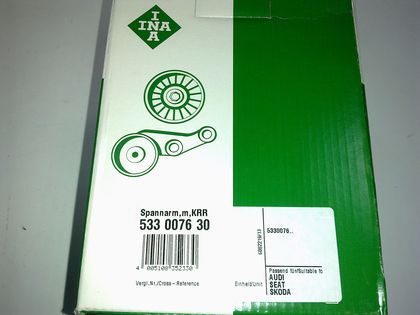 INA
INA
Spannarm,m,KRR
533 0076 30
4 005108 352330
Vergl.Nr./Cross - Reference
Einheit/Unit
5330076..
Passend für/Suitable to
AUDI
SEAT
SKODA